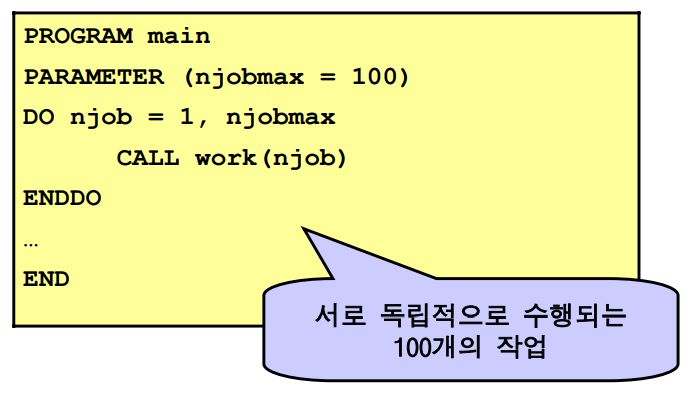 PROGRAM main
PARAMETER (njobmax = 100)
DO njob = 1, njobmax
CALL work(njob)
ENDDO
…
END
서로 독립적으로 수행되는
100개의 작업